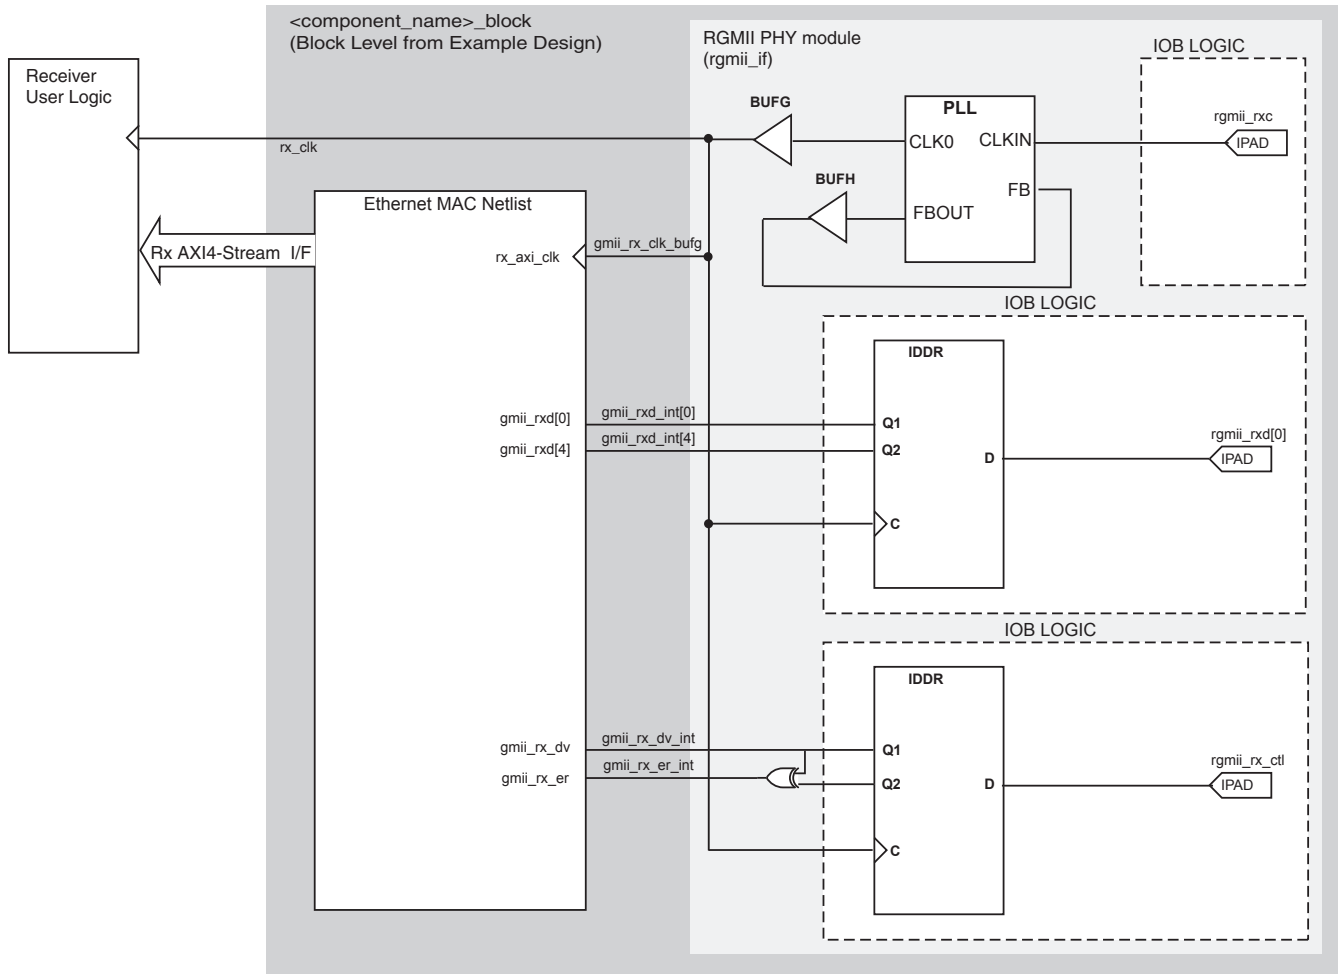 <component_name>_block
(Block Level from Example Design)
RGMII PHY module
(rgmii_if)
IOB LOGIC
Receiver
User Logic
BUFG
PLL
rgmii_rxc
CLK0
CLKIN
IPAD
rx_clk
BUFH
FB
FBOUT
Ethernet MAC Netlist
gmii_rx_clk_bufg
rx_axi_clk
Rx AXI4-Stream I/F
IOB LOGIC
IDDR
gmii_rxd[0]
gmii_rxd_int[0]
Q1
gmii_rxd[4]
gmii_rxd_int[4]
Q2
D
rgmii_rxd[0]
IPAD
C
IOB LOGIC
IDDR
gmii_rx_dv
gmii_rx_dv_int
Q1
gmii_rx_er
gmii_rx_er_int
Q2
D
rgmii_rx_ctl
IPAD
C